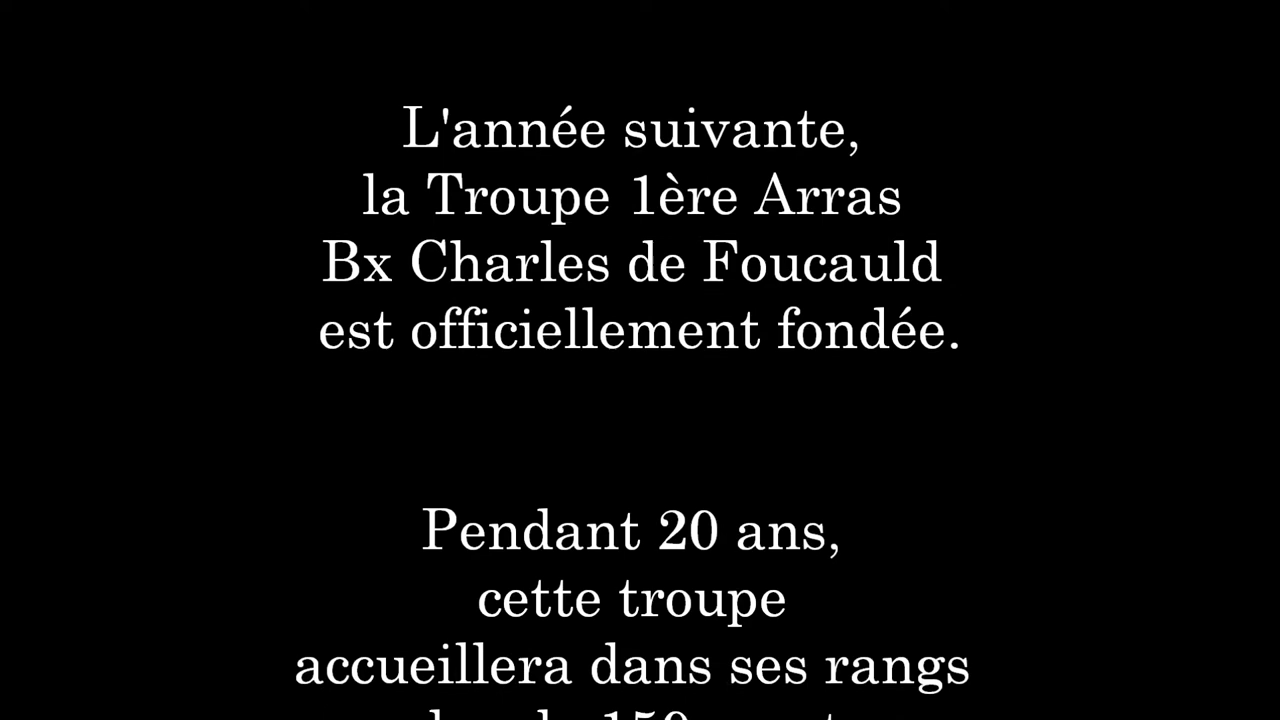 L'année suivante,
la Troupe 1ère Arras
Bx Charles de Foucauld
est officiellement fondée.
Pendant 20 ans,
cette troupe
accueillera dans ses rangs